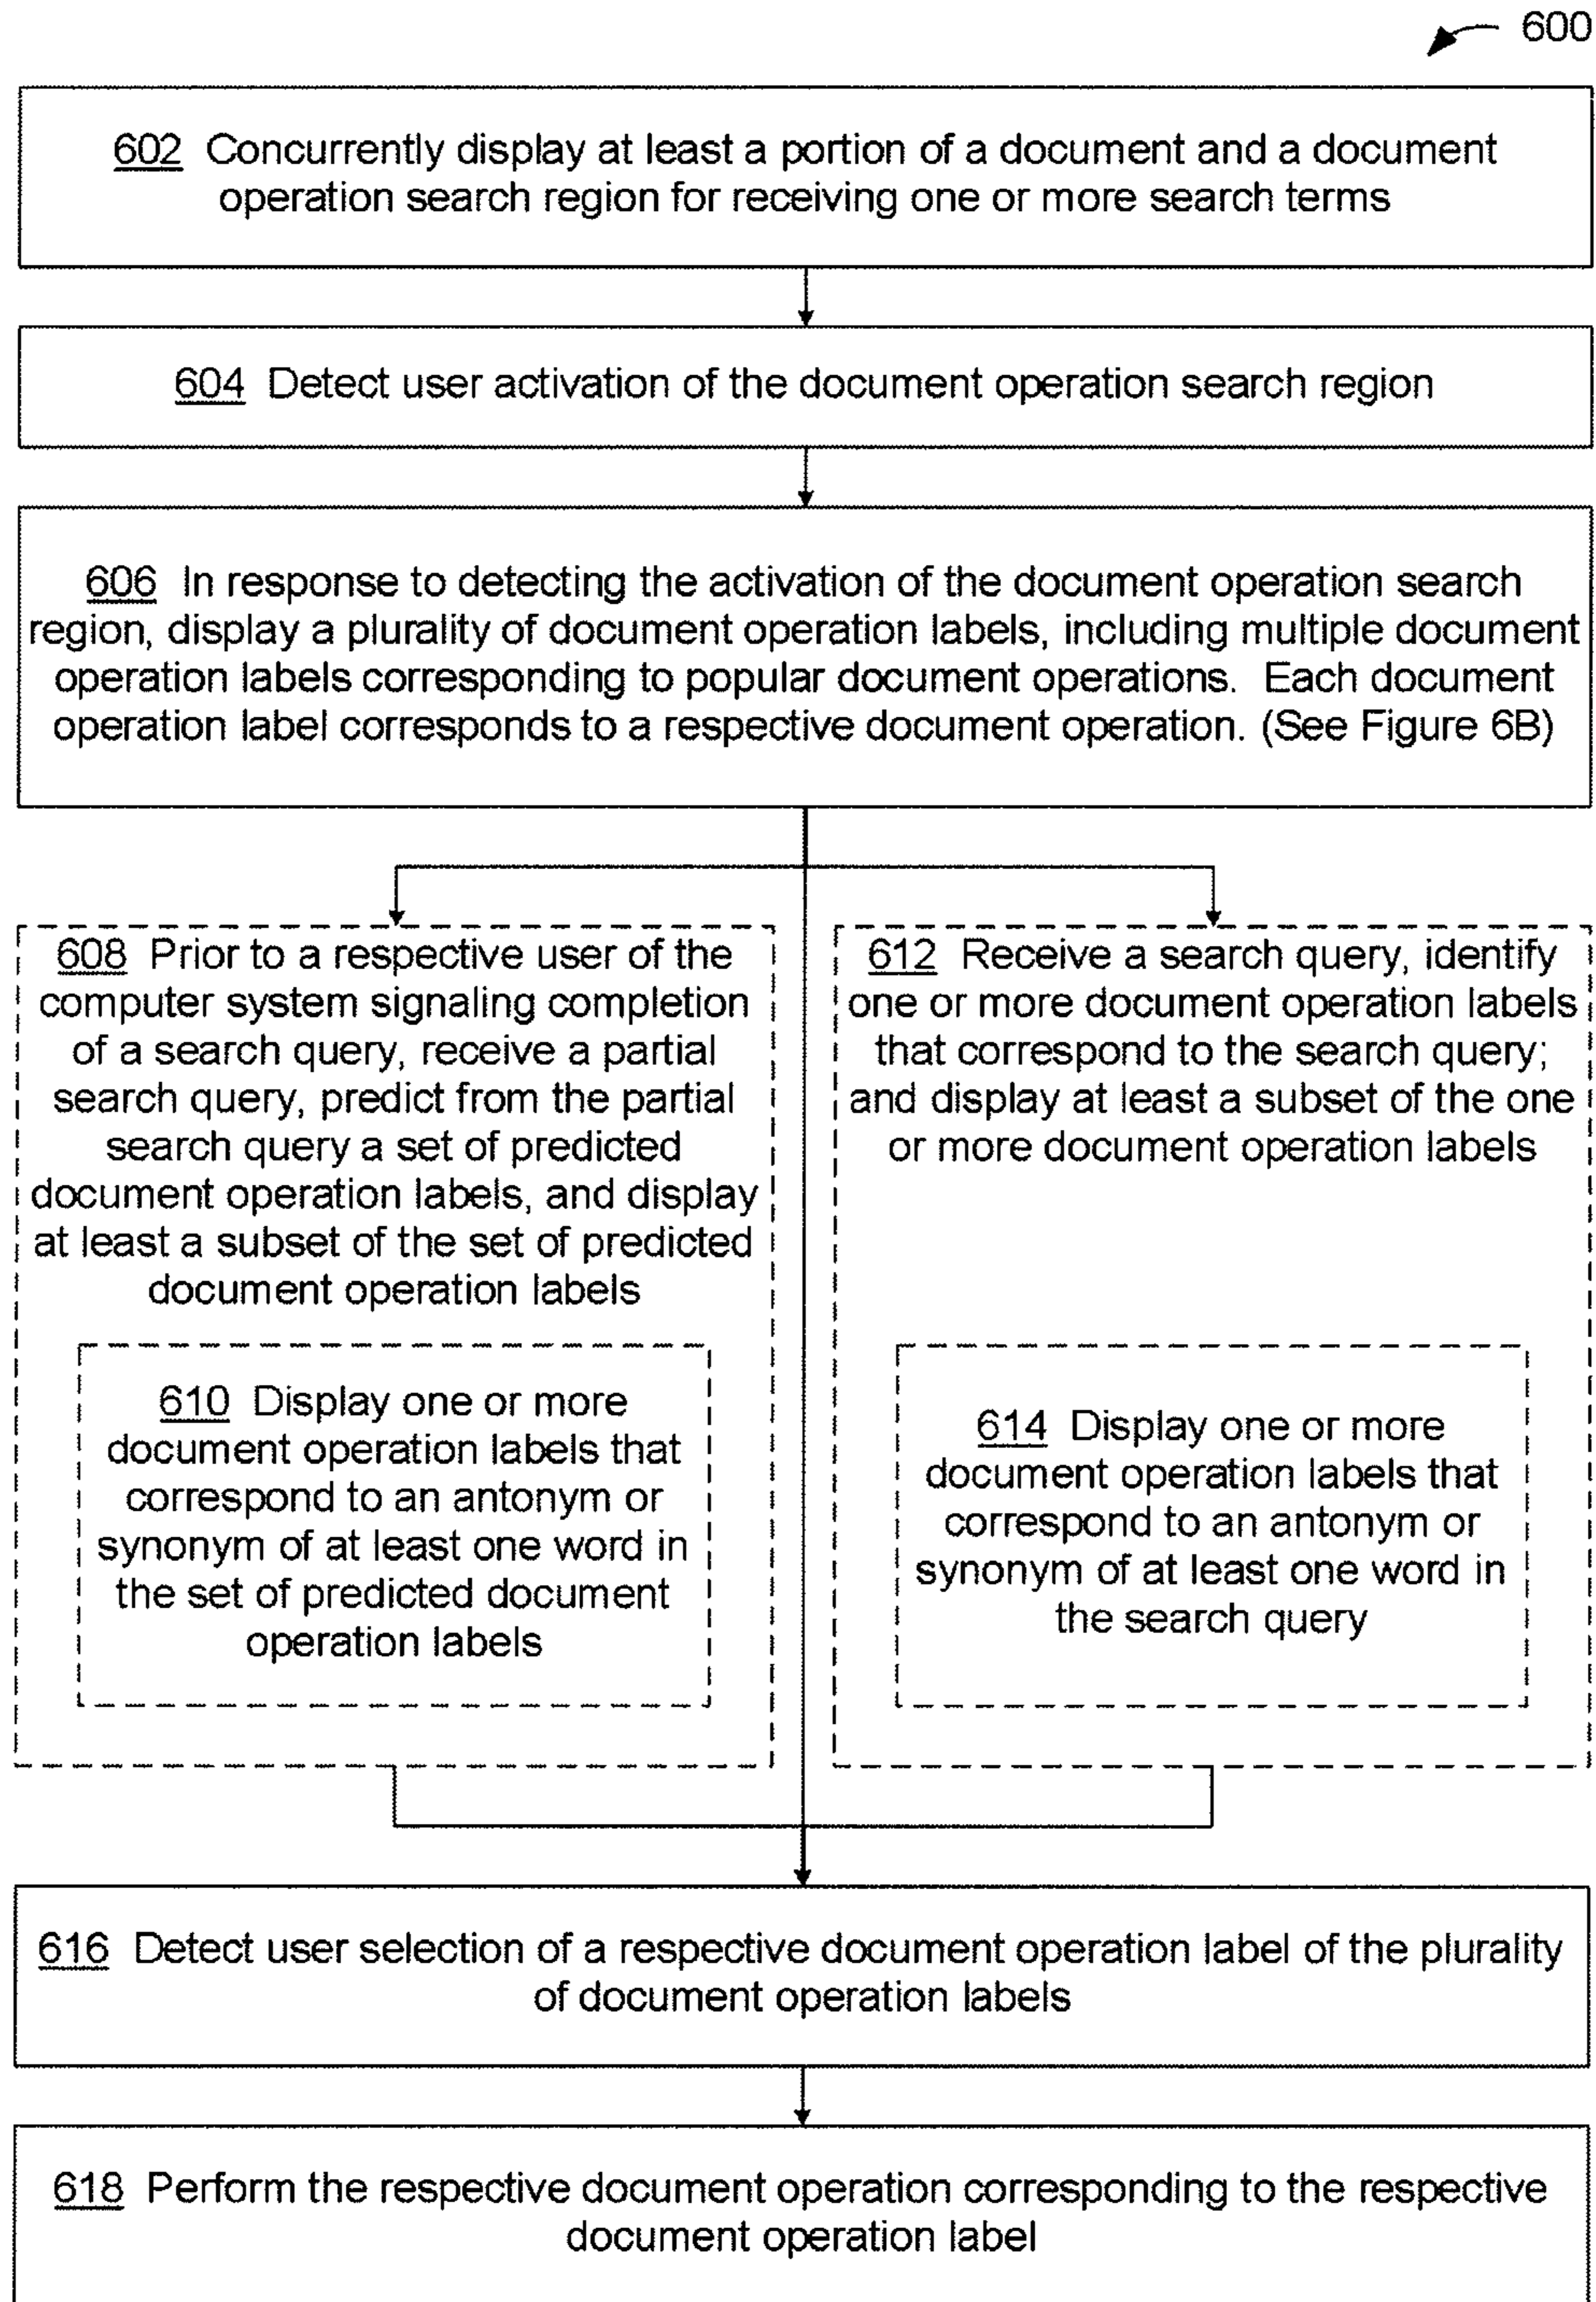 600
602 Concurrently display at least a portion of a document and a document
operation search region for receiving one or more search terms
604 Detect user activation of the document operation search region
606 In response to detecting the activation of the document operation search
region, display a plurality of document operation labels, including multiple document
operation labels corresponding to popular document operations. Each document
operation label corresponds to a respective document operation. (See Figure 6B)
608 Prior to a respective user of the
computer system signaling completion
of a search query, receive a partial
search query, predict from the partial
search query a set of predicted
document operation labels, and display
at least a subset of the set of predicted
document operation labels
610 Display one or more
document operation labels that
correspond to an antonym or
synonym of at least one word in
the set of predicted document
operation labels
612 Receive a search query, identify
one or more document operation labels
that correspond to the search query;
and display at least a subset of the one
or more document operation labels
614 Display one or more
document operation labels that
correspond to an antonym or
synonym of at least one word in
the search query
616 Detect user selection of a respective document operation label of the plurality
of document operation labels
618 Perform the respective document operation corresponding to the respective
document operation label